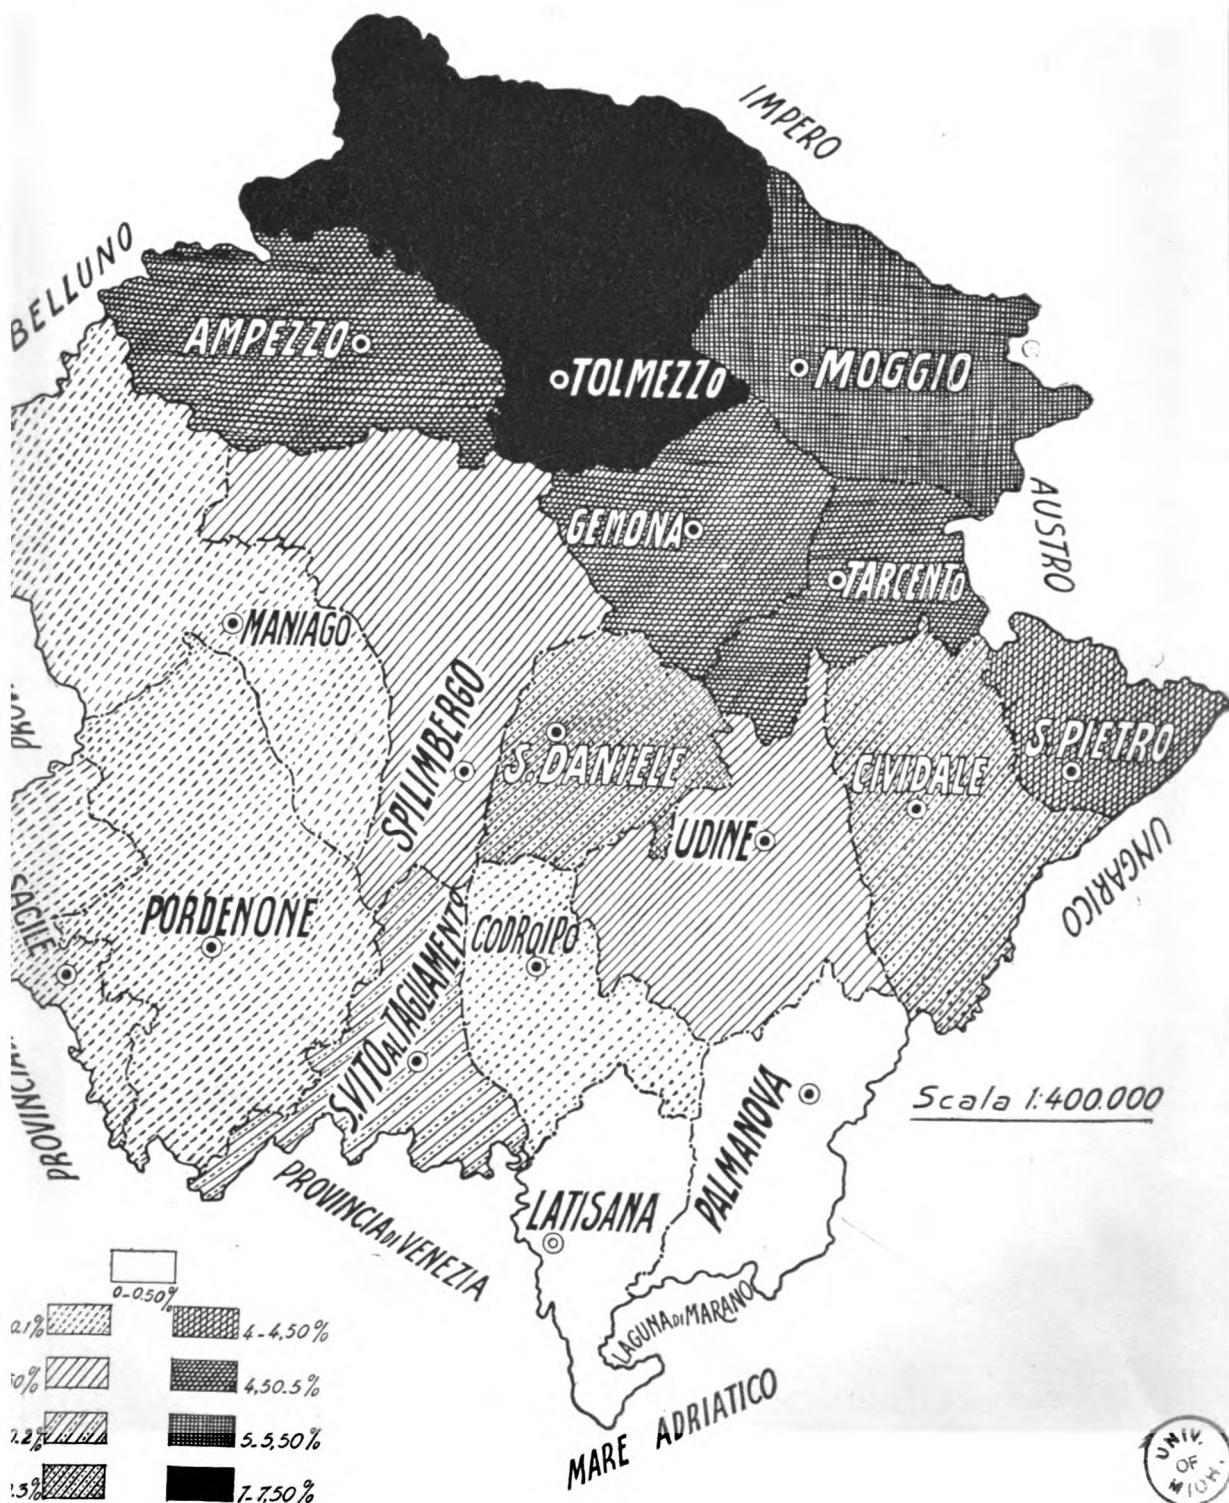 IMPERO
BELLUNO
AMPEZZO
TOLMEZZO
MOGGIO
AUSTRO
GEMONA
TARCENTO
MANIAGO
SPILIMBERGO
S. DANIELE
CIVIDALE
S. PIETRO
UDINE
UNGARICO
SACILE
PORDENONE
CODROIPO
S. VITO AL TAGLIAMENTO
PALMANOVA
Scala 1:400.000
PROVINCIA
PROVINCIA DI VENEZIA
LATISANA
LAGUNA DI MARANO
MARE ADRIATICO
0-0.50%
4-4,50%
4,50-5%
5-5,50%
7-7,50%
UNIV.
OF
MICH.